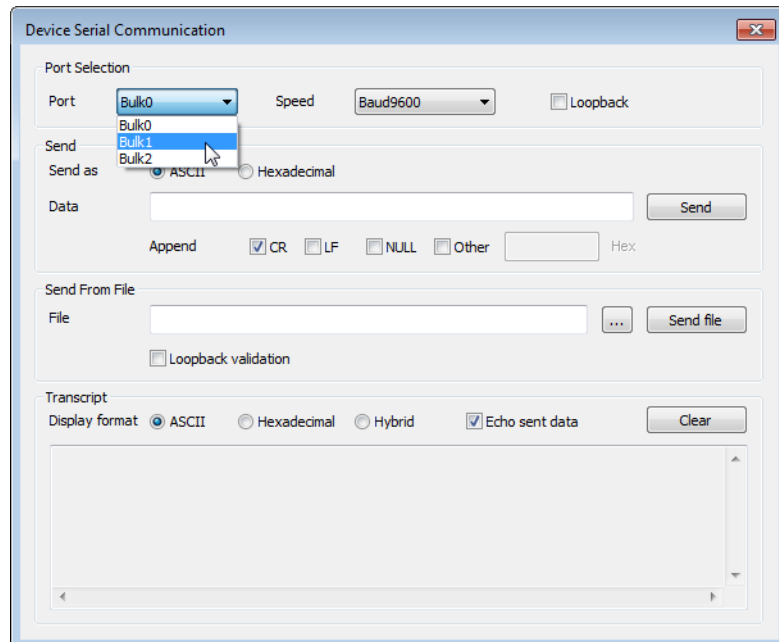 Device Serial Communication
Port Selection
Port Bulk0 Speed Baud9600 Loopback
Bulk0
Bulk1
Bulk2
Send
Send as ASCII Hexadecimal
Data Send
Append CR LF NULL Other Hex
Send From File
File ... Send file
Loopback validation
Transcript
Display format ASCII Hexadecimal Hybrid Echo sent data Clear